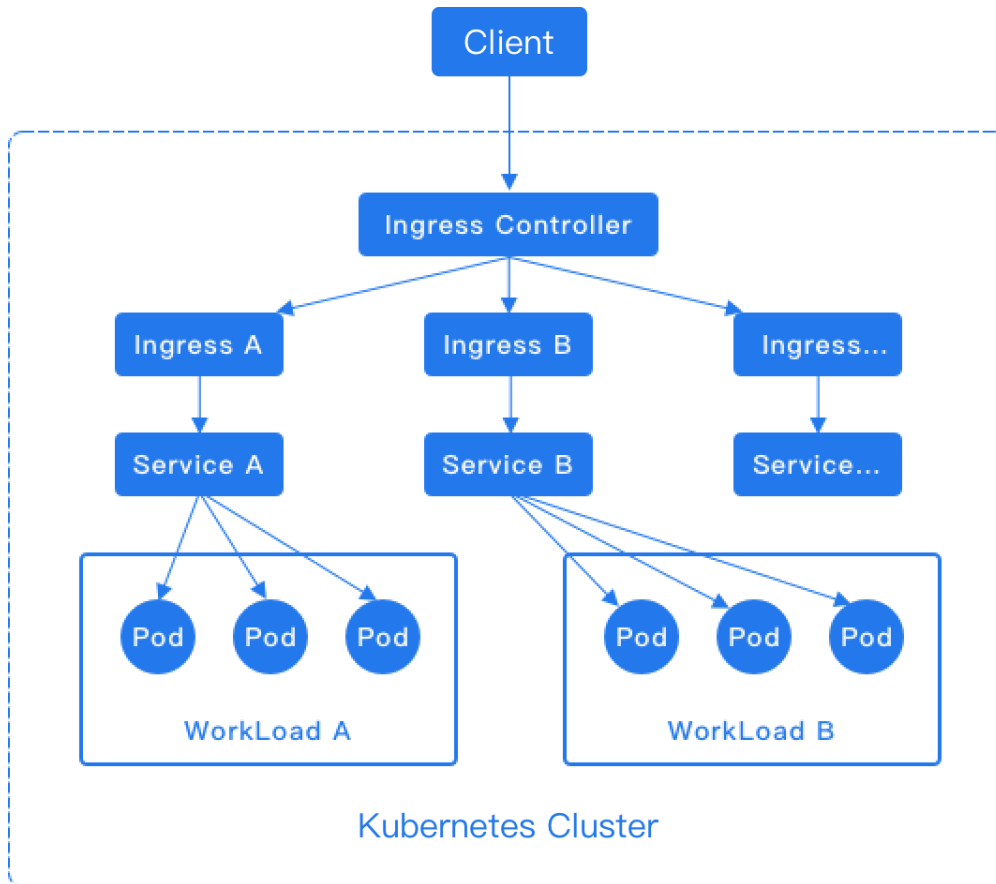 Client
Ingress Controller
Ingress A
Ingress B
Ingress...
Service A
Service B
Service...
Pod
Pod
Pod
Pod
Pod
Pod
WorkLoad A
WorkLoad B
Kubernetes Cluster